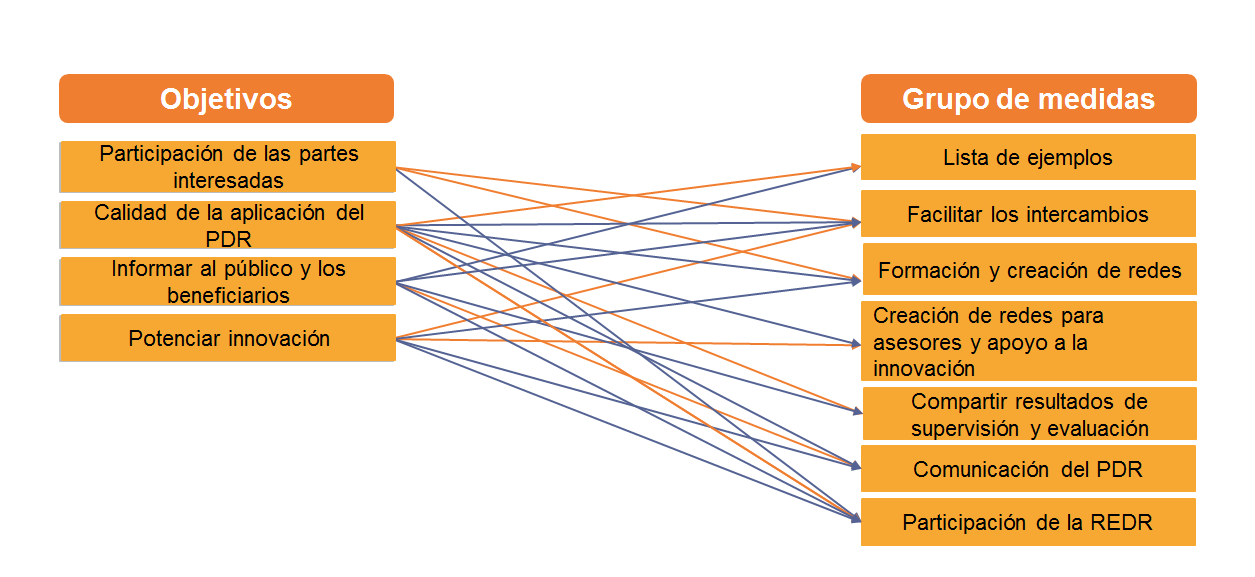 Objetivos
Participación de las partes
interesadas
Calidad de la aplicación del
PDR
Informar al público y los
beneficiarios
Potenciar innovación
Grupo de medidas
Lista de ejemplos
Facilitar los intercambios
Formación y creación de redes
Creación de redes para
asesores y apoyo a la
innovación
Compartir resultados de
supervisión y evaluación
Comunicación del PDR
Participación de la REDR